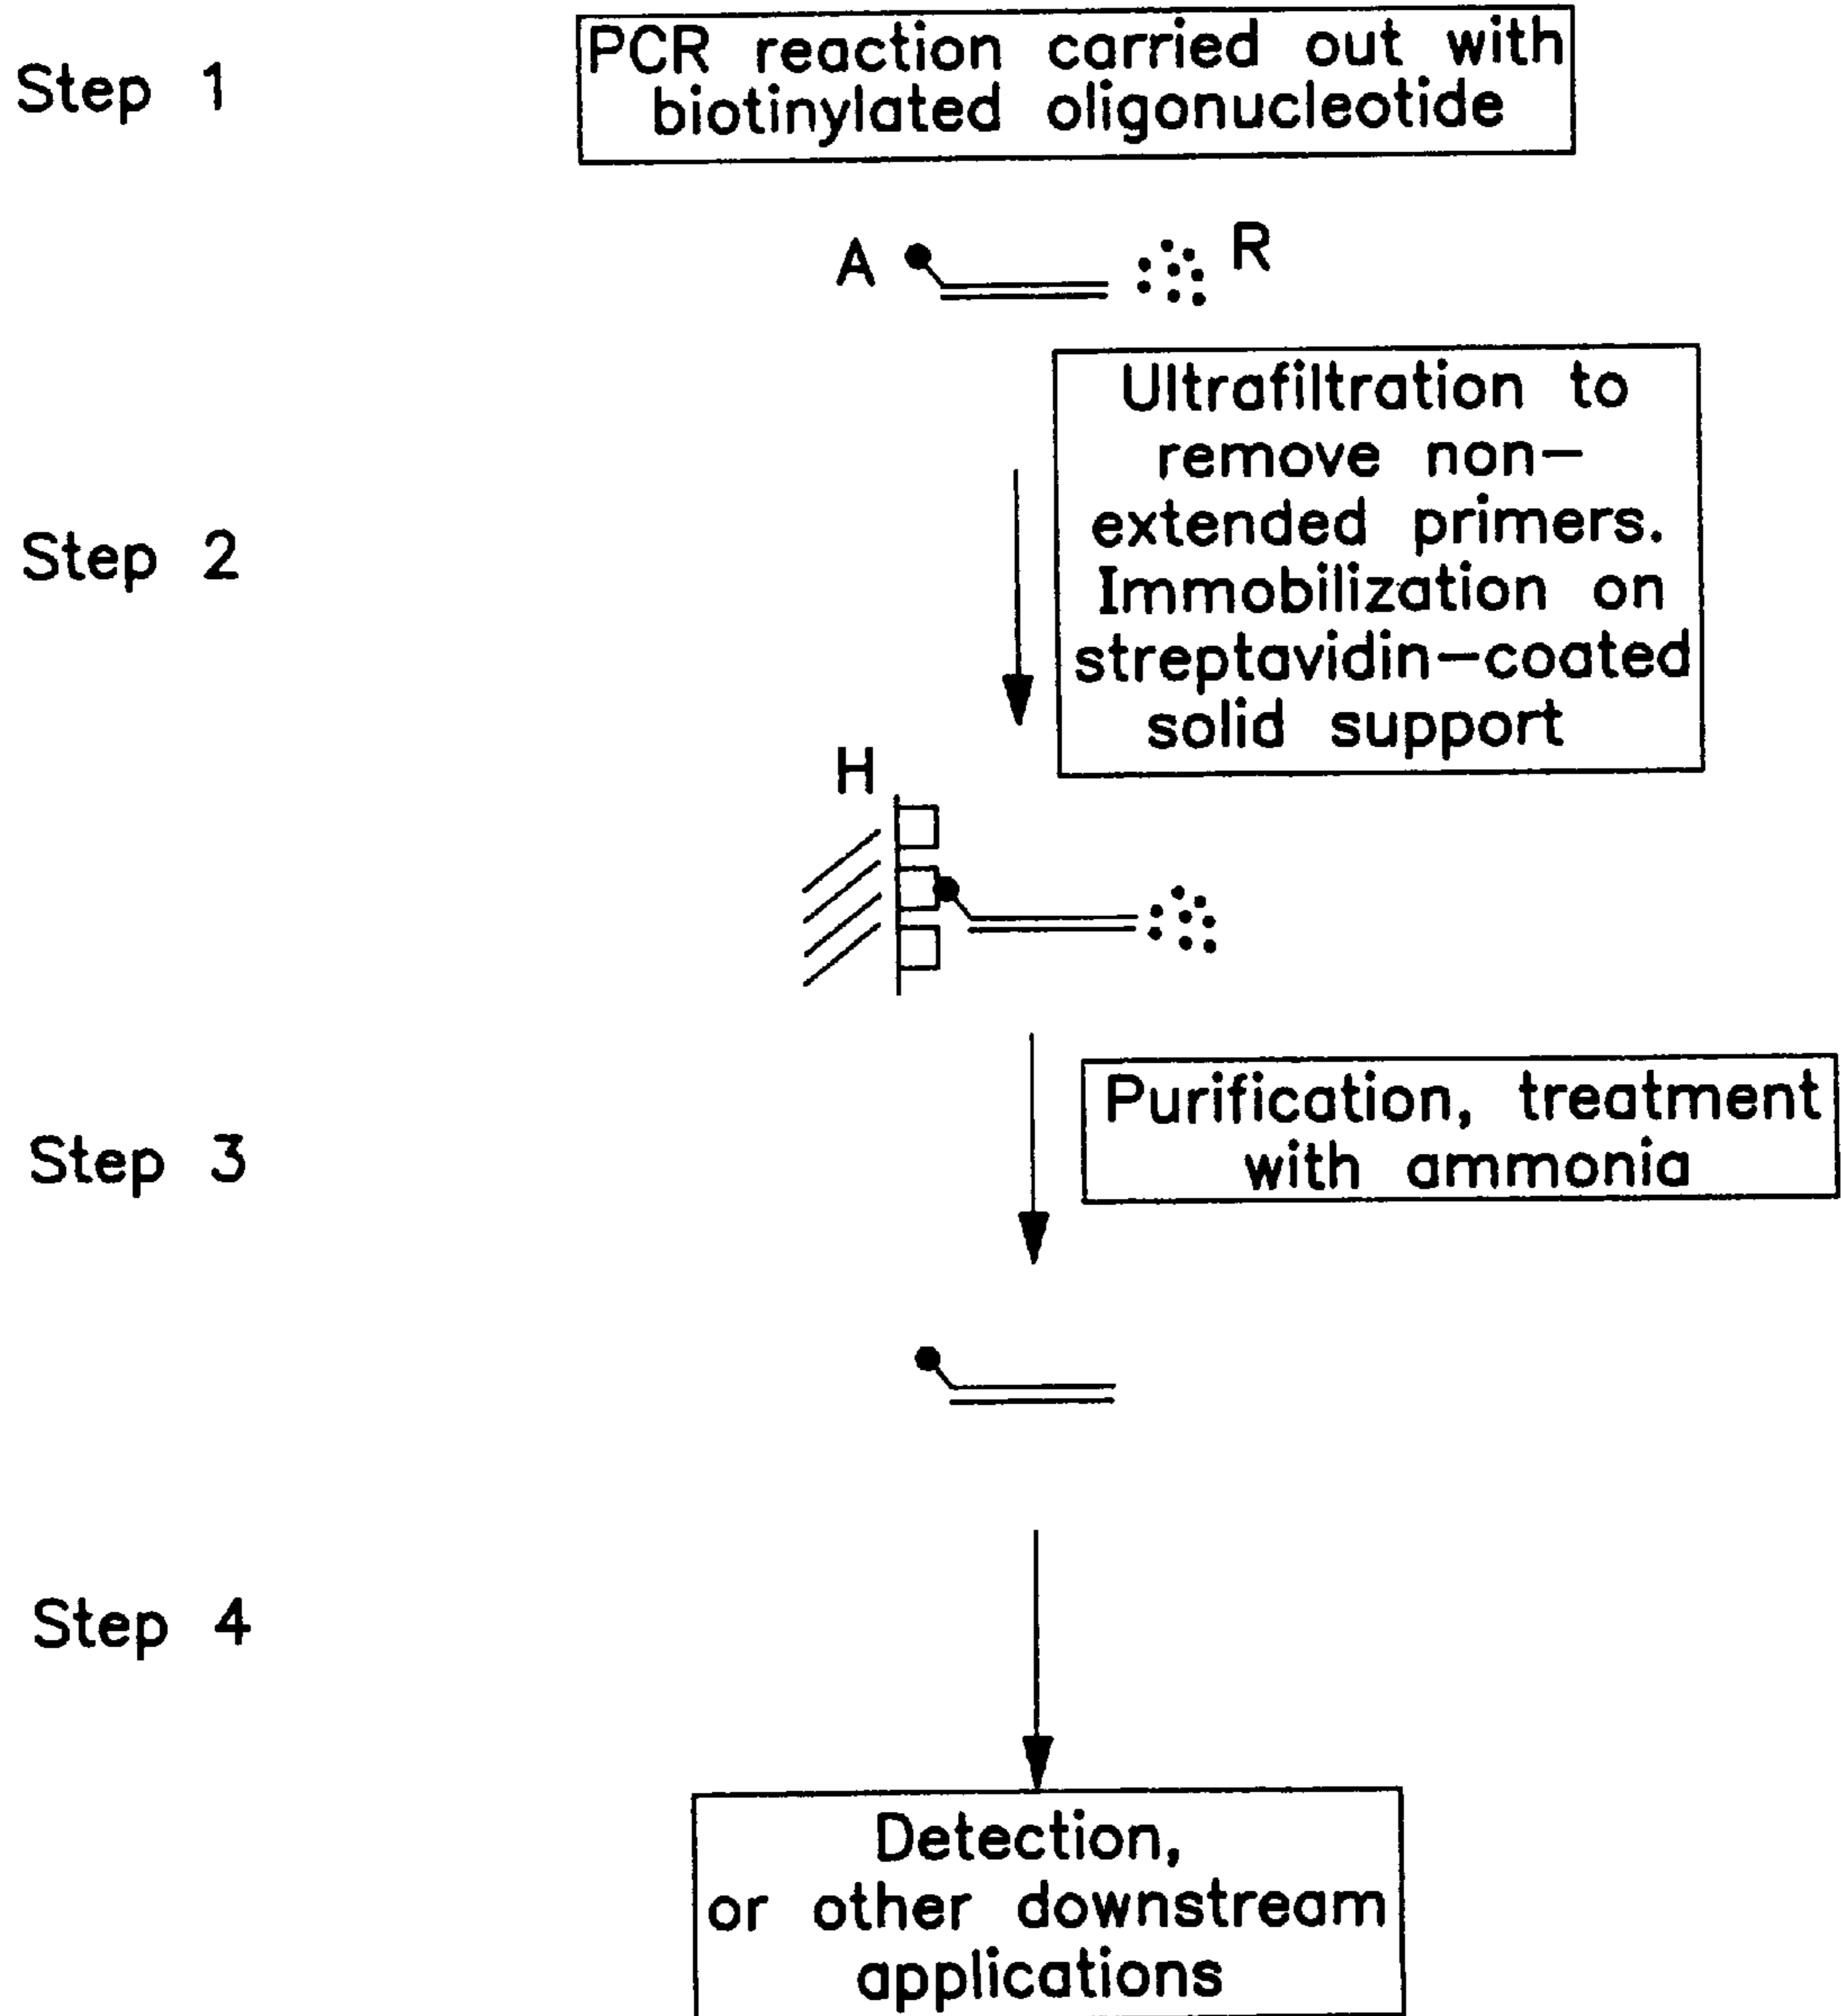 Step 1
PCR reaction carried out with
biotinylated oligonucleotide
A
R
Step 2
Ultrafiltration to
remove non-
extended primers.
Immobilization on
streptavidin-coated
solid support
H
Step 3
Purification, treatment
with ammonia
Step 4
Detection,
or other downstream
applications